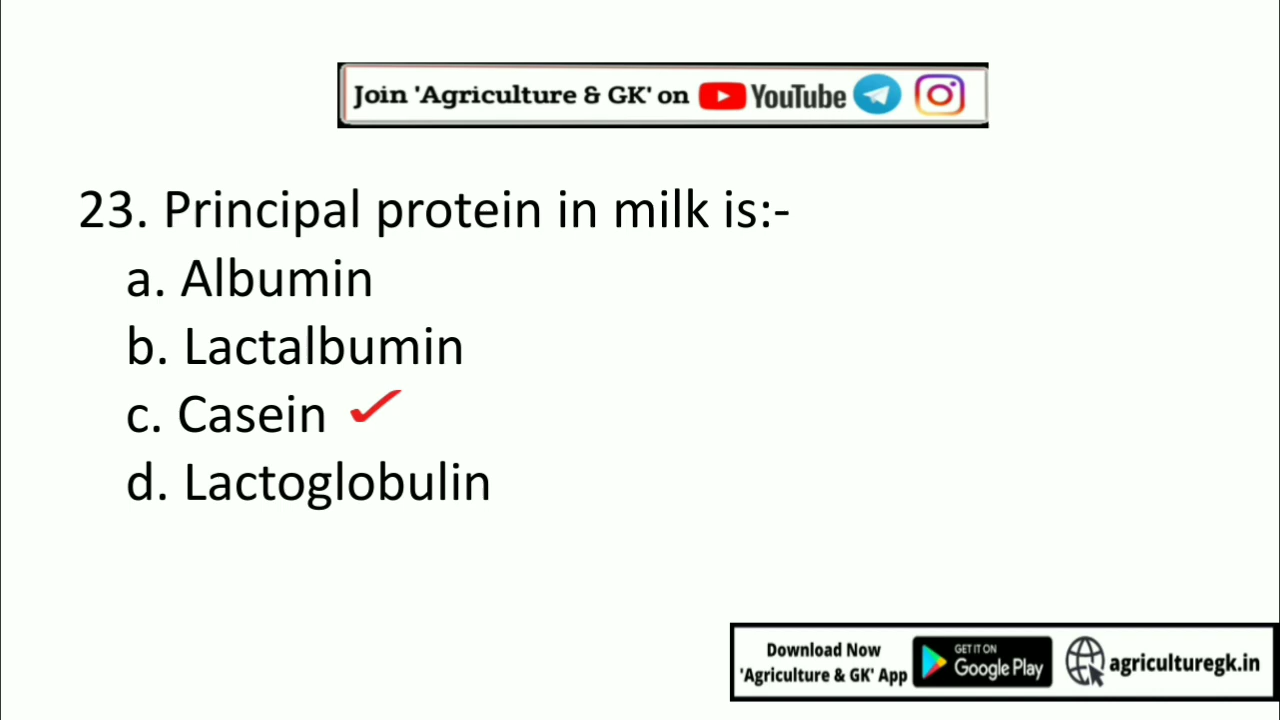 Join 'Agriculture & GK' on YouTube
23. Principal protein in milk is:-
a. Albumin
b. Lactalbumin
c. Casein
d. Lactoglobulin
Download Now
'Agriculture & GK' App
GET IT ON
Google Play
agriculturegk.in